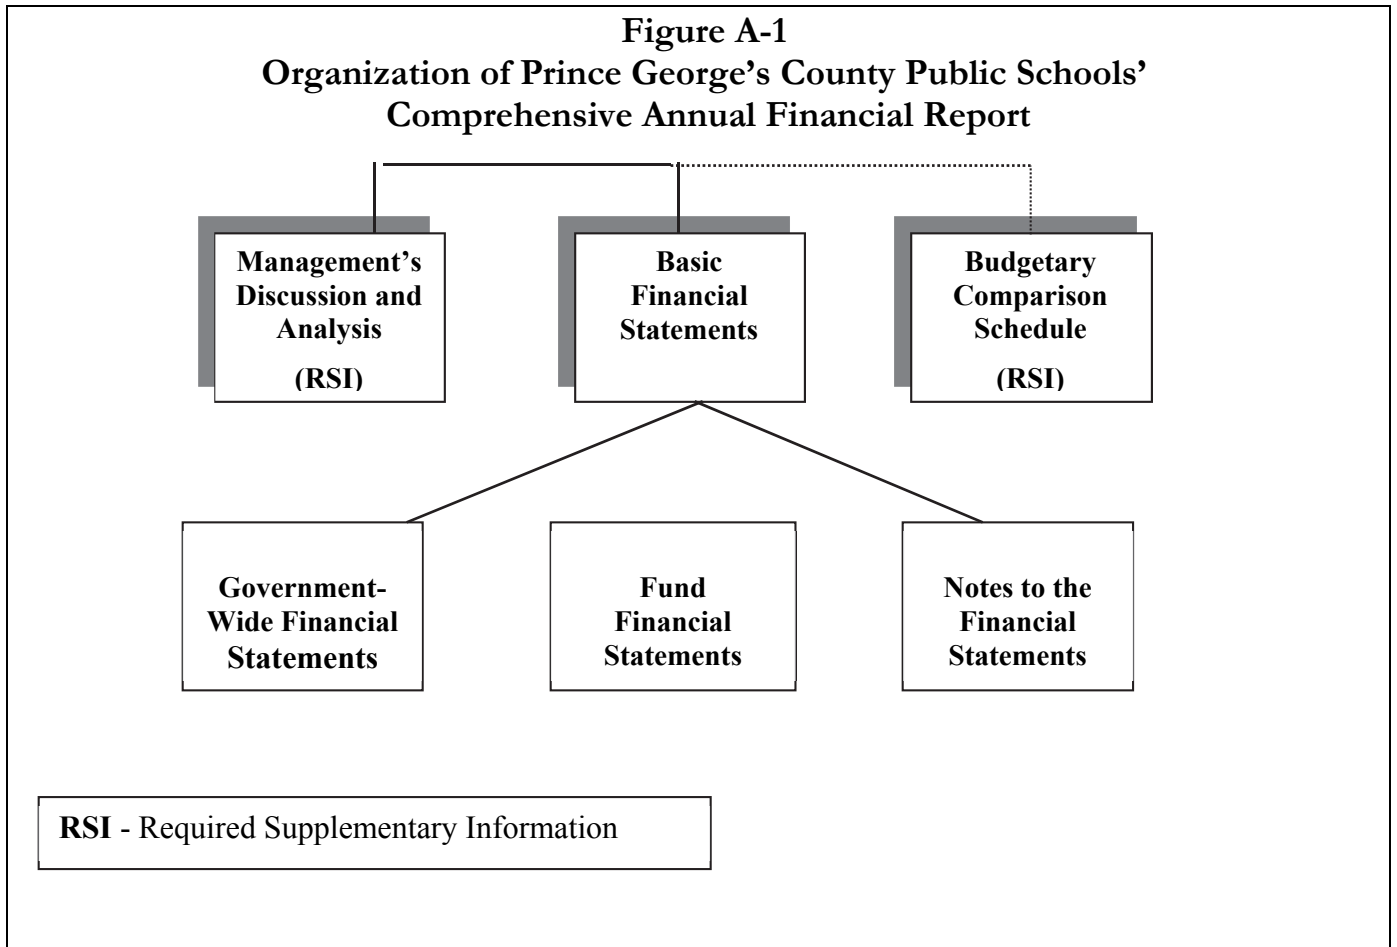 Figure A-1
Organization of Prince George’s County Public Schools’
Comprehensive Annual Financial Report
Management’s
Discussion and
Analysis
(RSI)
Basic
Financial
Statements
Budgetary
Comparison
Schedule
(RSI)
Government-
Wide Financial
Statements
Fund
Financial
Statements
Notes to the
Financial
Statements
RSI - Required Supplementary Information